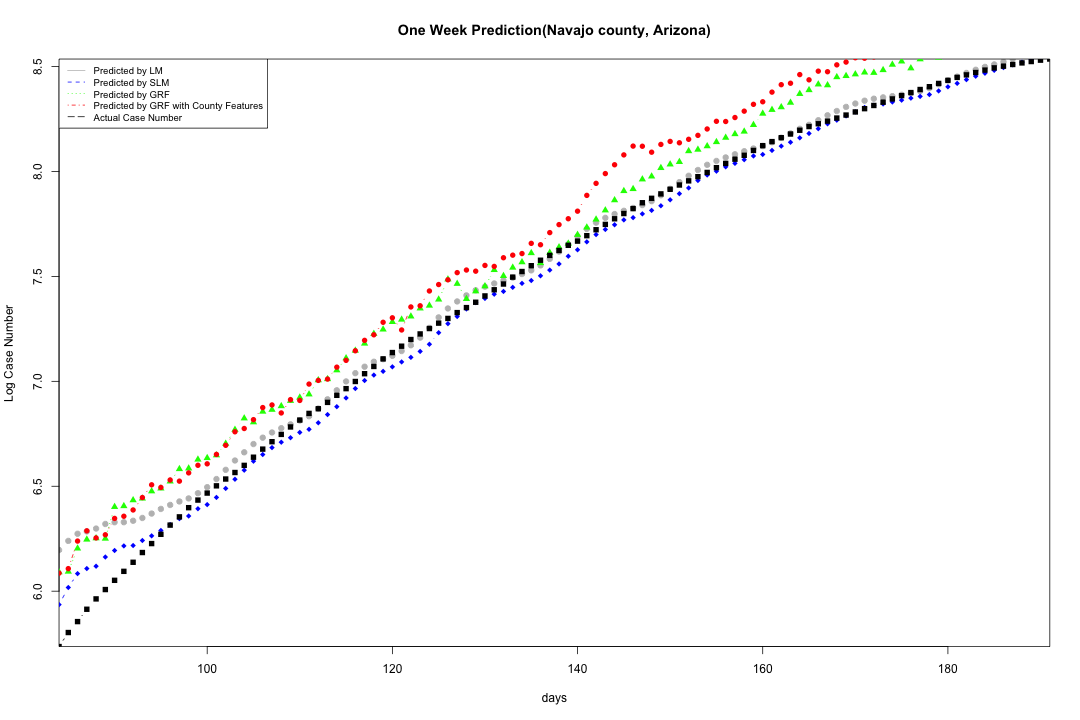 One Week Prediction(Navajo county, Arizona)
Predicted by LM
Predicted by SLM
Predicted by GRF
Predicted by GRF with County Features
Actual Case Number
8.5
8.0
7.5
7.0
6.5
6.0
Log Case Number
100 120 140 160 180
days